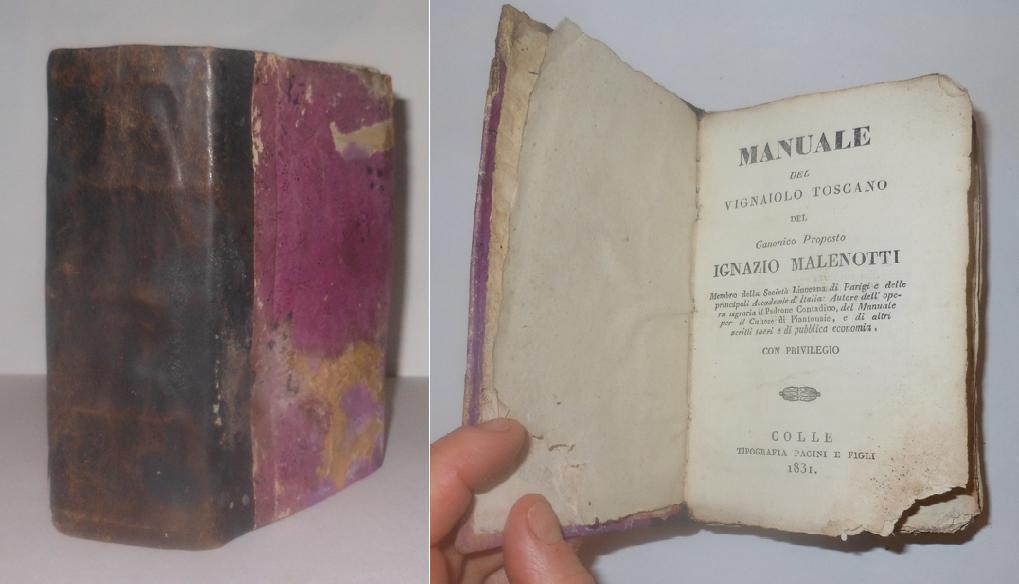 MANUALE
DEL
VIGNAIOLO TOSCANO
DEL
Canonico Proposto
IGNAZIO MALENOTTI
Membro della Società Linneana di Parigi e delle
principali Accademie d'Italia: Autore dell' ope-
ra agraria il Padrone Contadino, del Manuale
per il Cultore di Piantonaie, e di altri
scritti sacri e di pubblica economia.
CON PRIVILEGIO
COLLE
TIPOGRAFIA PACINI E FIGLI
1831.